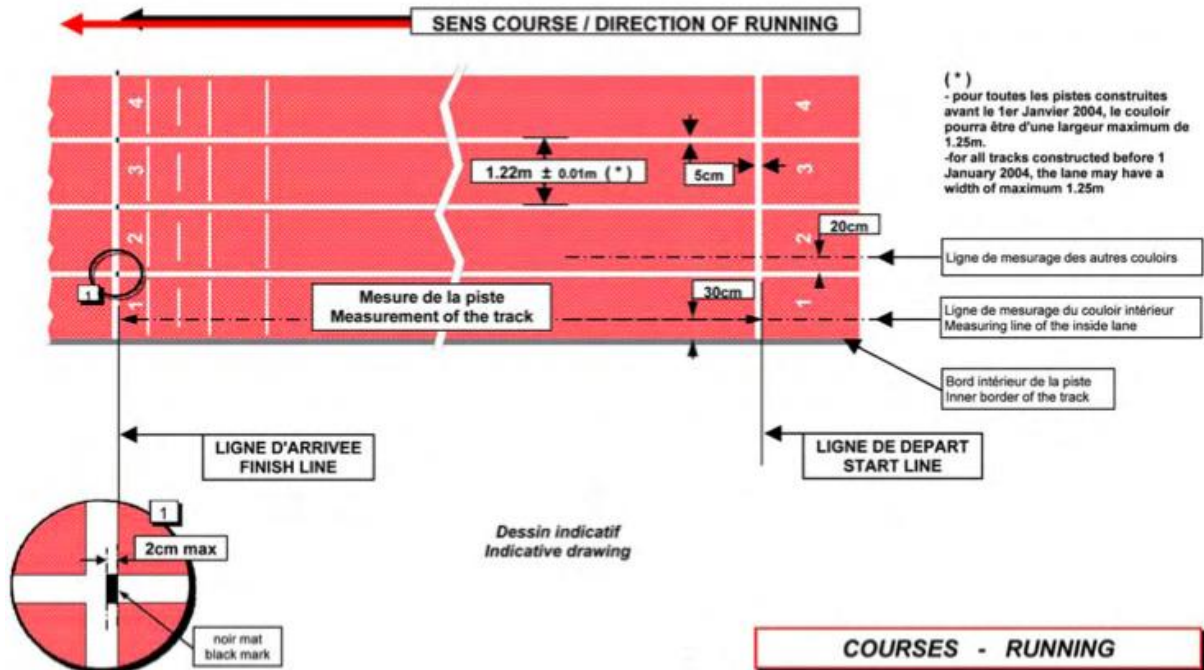 SENS COURSE / DIRECTION OF RUNNING
( * )
- pour toutes les pistes construites
avant le 1er Janvier 2004, le couloir
pourra être d'une largeur maximum de
1.25m.
-for all tracks constructed before 1
January 2004, the lane may have a
width of maximum 1.25m
4
4
3
1.22m ± 0.01m ( * )
5cm
3
2
20cm
2
Ligne de mesurage des autres couloirs
1
1
Mesure de la piste
Measurement of the track
30cm
1
Ligne de mesurage du couloir intérieur
Measuring line of the inside lane
Bord intérieur de la piste
Inner border of the track
LIGNE D'ARRIVEE
FINISH LINE
LIGNE DE DEPART
START LINE
1
2cm max
Dessin indicatif
Indicative drawing
noir mat
black mark
COURSES - RUNNING